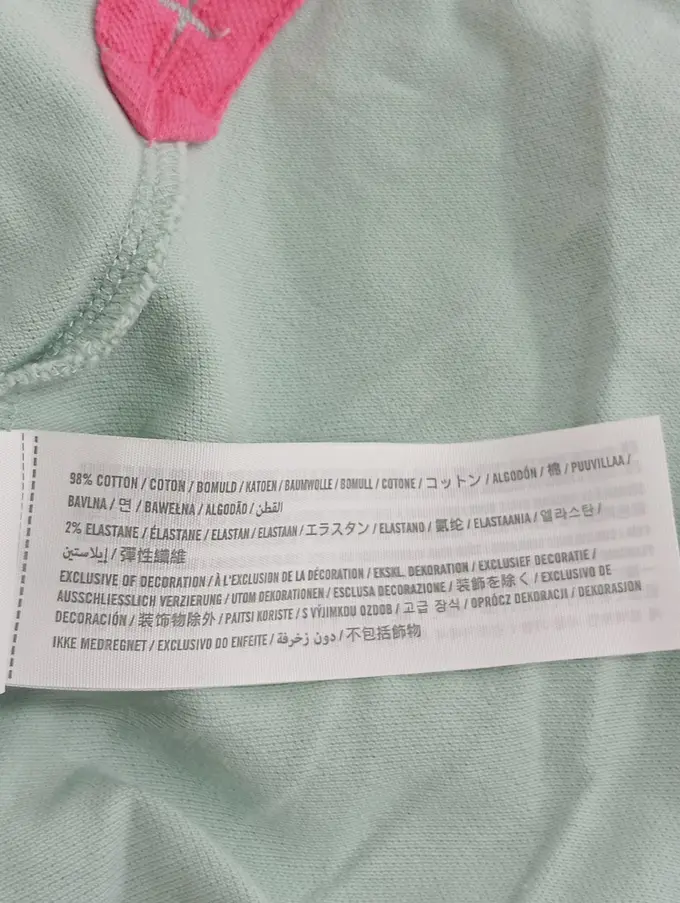 98% COTTON / COTON / BOMULD / KATOEN / BAUMWOLLE / BOMULL / COTONE / コットン / ALGODÓN / 棉 / PUUVILLAA /
BAVLNA / 면 / BAWEŁNA / ALGODÃO / القطن /
2% ELASTANE / ÉLASTANE / ELASTAN / ELASTAAN / エラスタン / ELASTANO / 氨纶 / ELASTAANIA / 엘라스탄 /
إيلاستين / 彈性纖維
EXCLUSIVE OF DECORATION / À L'EXCLUSION DE LA DÉCORATION / EKSKL. DEKORATION / EXCLUSIEF DECORATIE /
AUSSCHLIESSLICH VERZIERUNG / UTOM DEKORATIONEN / ESCLUSA DECORAZIONE / 装飾を除く / EXCLUSIVO DE
DECORACIÓN / 装饰物除外 / PAITSI KORISTE / S VÝJIMKOU OZDOB / 고급 장식 / OPRÓCZ DEKORACJI / DEKORASJON
IKKE MEDREGNET / EXCLUSIVO DO ENFEITE / دون زخرفة / 不包括飾物